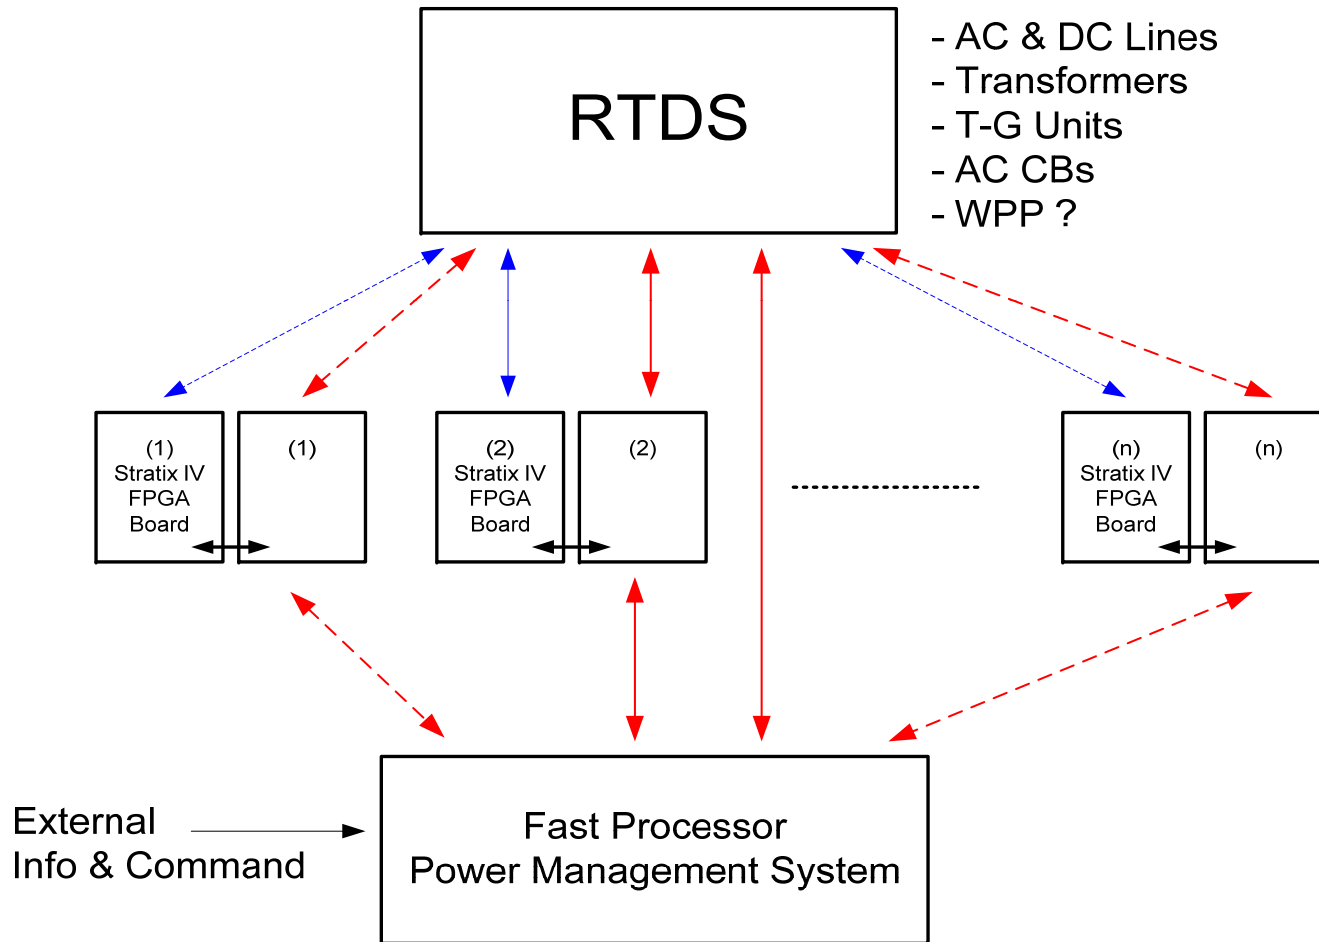 RTDS
- AC & DC Lines
- Transformers
- T-G Units
- AC CBs
- WPP ?
(1)
Stratix IV
FPGA
Board
(1)
(2)
Stratix IV
FPGA
Board
(2)
(n)
Stratix IV
FPGA
Board
(n)
External
Info & Command
Fast Processor
Power Management System